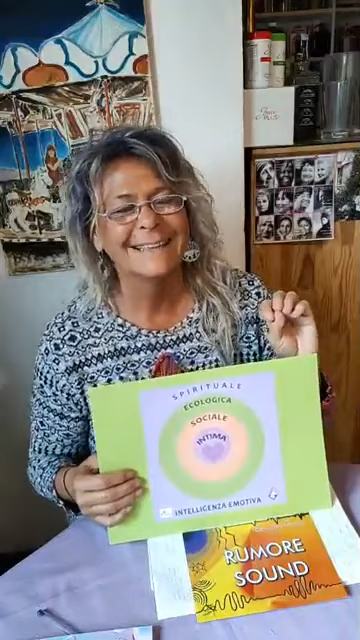 SPIRITUALE
ECOLOGICA
SOCIALE
INTIMA
INTELLIGENZA EMOTIVA
RUMORE
SOUND